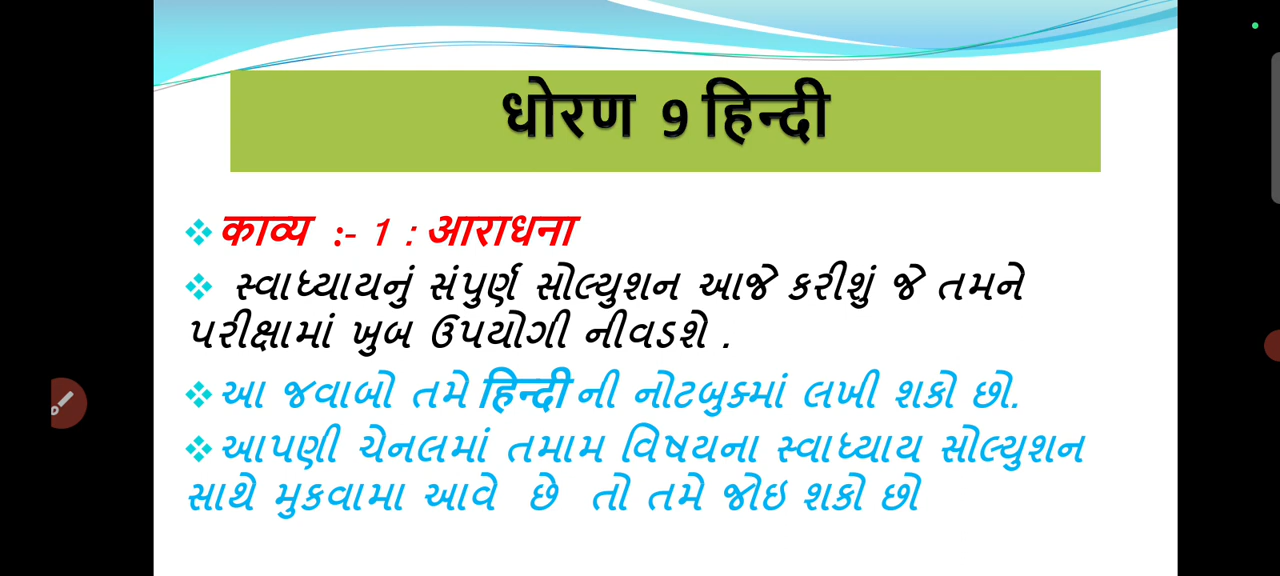 धोरण 9 हिन्दी
काव्य :- 1 : आराधना
સ્વાધ્યાયનું સંપુર્ણ સોલ્યુશન આજે કરીશું જે તમને
પરીક્ષામાં ખુબ ઉપયોગી નીવડશે .
આ જવાબો તમે हिन्दी ની નોટબુકમાં લખી શકો છો.
આપણી ચેનલમાં તમામ વિષયના સ્વાધ્યાય સોલ્યુશન
સાથે મુકવામા આવે છે તો તમે જોઇ શકો છો